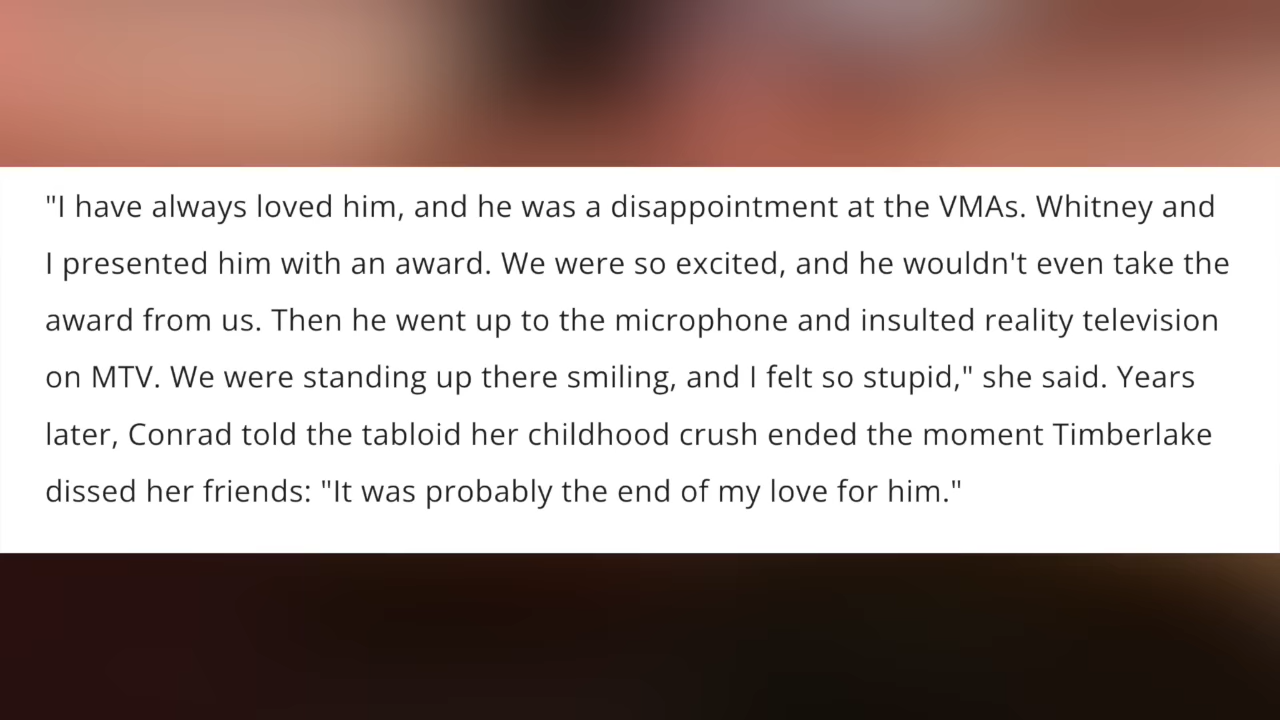 "I have always loved him, and he was a disappointment at the VMAs. Whitney and
I presented him with an award. We were so excited, and he wouldn't even take the
award from us. Then he went up to the microphone and insulted reality television
on MTV. We were standing up there smiling, and I felt so stupid," she said. Years
later, Conrad told the tabloid her childhood crush ended the moment Timberlake
dissed her friends: "It was probably the end of my love for him."